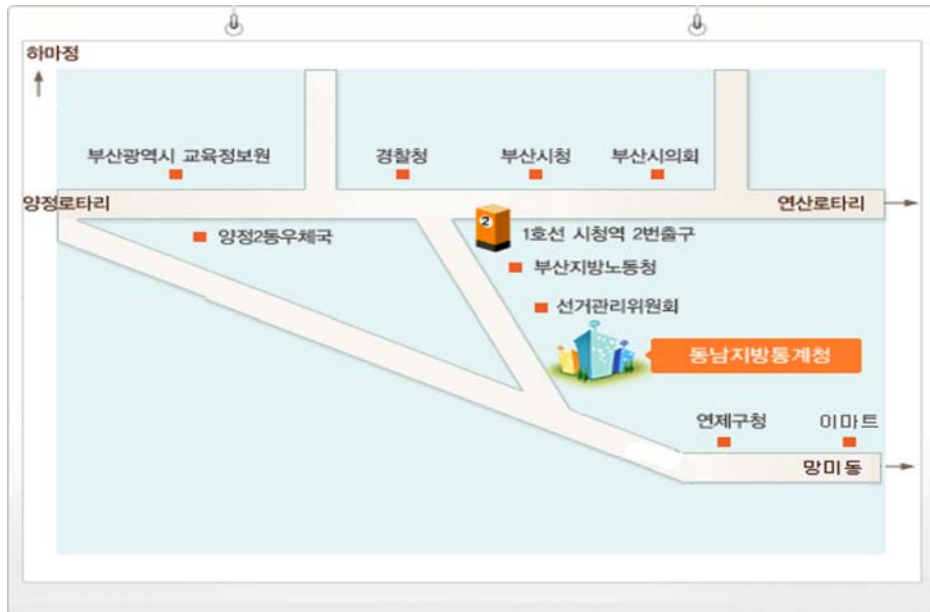 하마정
부산광역시 교육정보원
경찰청
부산시청
부산시의회
양정로타리
연산로타리
양정2동우체국
2
1호선 시청역 2번출구
부산지방노동청
선거관리위원회
동남지방통계청
연제구청
이마트
망미동